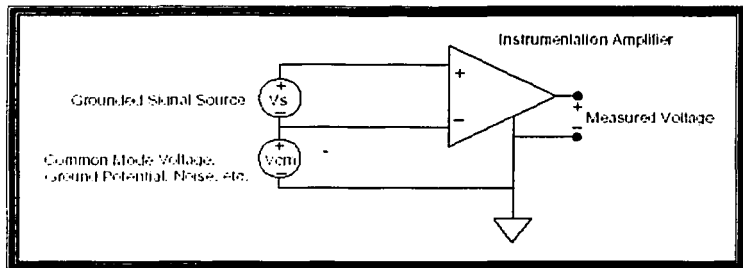 Instrumentation Amplifier
+
Grounded Signal Source
+
Vs
−
−
+
−
Measured Voltage
Common Mode Voltage,
Ground Potential, Noise, etc.
+
Vcm
−